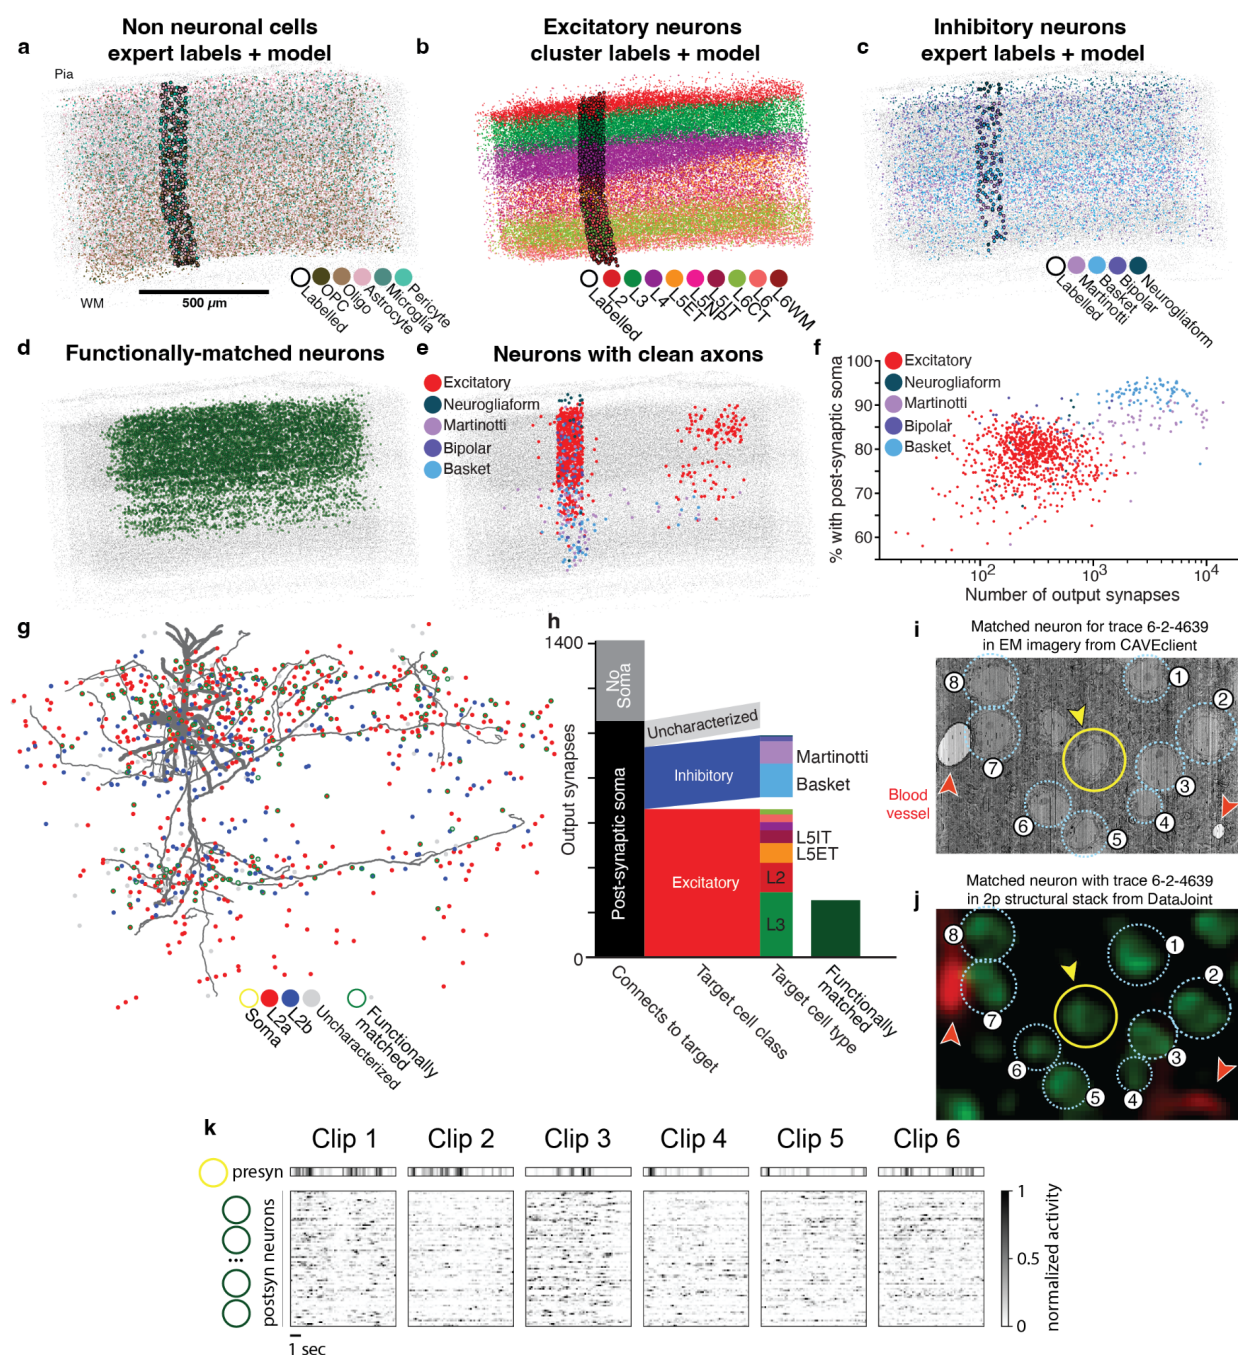 Non neuronal cells
expert labels + model
a
Pia
WM
500 µm
Labelled
OPC
Oligo
Astrocyte
Microglia
Pericyte
Excitatory neurons
cluster labels + model
b
Labelled
L2
L3
L4
L5ET
L5NP
L5IT
L6CT
L6
L6WM
Inhibitory neurons
expert labels + model
c
Labelled
Martinotti
Basket
Bipolar
Neurogliaform
d
Functionally-matched neurons
e
Neurons with clean axons
Excitatory
Neurogliaform
Martinotti
Bipolar
Basket
f
% with post-synaptic soma
100
90
80
70
60
Excitatory
Neurogliaform
Martinotti
Bipolar
Basket
10²
10³
10⁴
Number of output synapses
g
Soma
L2a
L2b
Uncharacterized
Functionally
matched
h
1400
0
Output synapses
No
Soma
Post-synaptic soma
Uncharacterized
Inhibitory
Excitatory
Martinotti
Basket
L5IT
L5ET
L2
L3
Connects to target
Target cell class
Target cell type
Functionally
matched
i
Matched neuron for trace 6-2-4639
in EM imagery from CAVEclient
8
1
2
7
3
6
5
4
Blood
vessel
j
Matched neuron with trace 6-2-4639
in 2p structural stack from DataJoint
8
1
2
7
3
6
5
4
k
Clip 1
Clip 2
Clip 3
Clip 4
Clip 5
Clip 6
presyn
...
postsyn neurons
1 sec
1
0.5
0
normalized activity